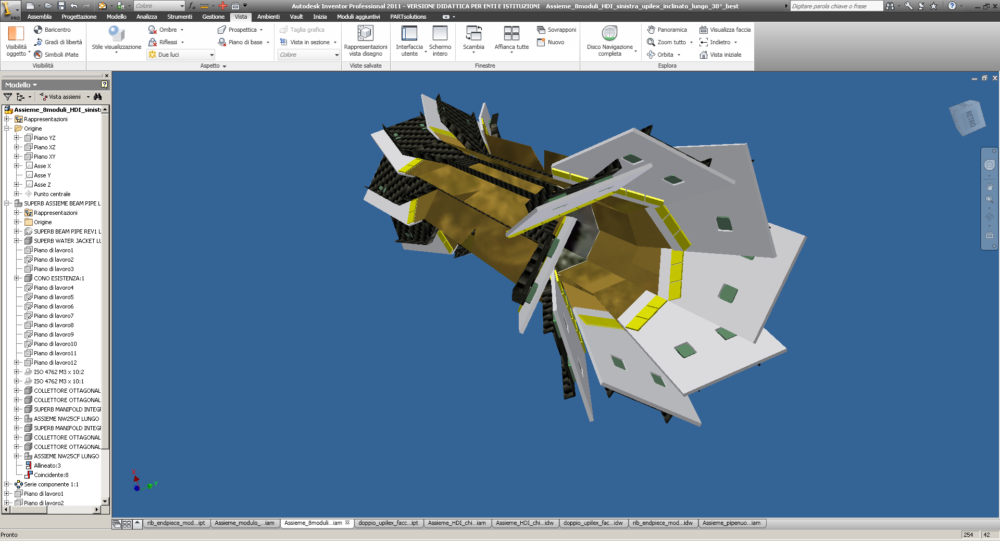 Colore
Autodesk Inventor Professional 2011 - VERSIONE DIDATTICA PER ENTI E ISTITUZIONI Assieme_8moduli_HDI_sinistra_upilex_inclinato_lungo_30°_best
Digitare parola chiave o frase
PRO
Assembla Progettazione Modello Analizza Strumenti Gestione Vista Ambienti Vault Inizia Moduli aggiuntivi PARTsolutions
Visibilità oggetto
Baricentro
Gradi di libertà
Simboli iMate
Visibilità
Stile visualizzazione
Ombre
Riflessi
Due luci
Prospettica
Piano di base
Aspetto
Taglia grafica
Vista in sezione
Colore
Rappresentazioni vista disegno
Viste salvate
Interfaccia utente
Schermo intero
Scambia
Affianca tutte
Sovrapponi
Nuovo
Finestre
Disco Navigazione completa
Panoramica
Zoom tutto
Orbita
Visualizza faccia
Indietro
Vista iniziale
Esplora
Modello
Vista assiemi
Assieme_8moduli_HDI_sinist
Rappresentazioni
Origine
Piano YZ
Piano XZ
Piano XY
Asse X
Asse Y
Asse Z
Punto centrale
SUPERB ASSIEME BEAM PIPE L
Rappresentazioni
Origine
SUPERB BEAM PIPE REV1 L
SUPERB WATER JACKET LU
Piano di lavoro1
Piano di lavoro2
Piano di lavoro3
CONO ESISTENZA:1
Piano di lavoro4
Piano di lavoro5
Piano di lavoro6
Piano di lavoro7
Piano di lavoro8
Piano di lavoro9
Piano di lavoro10
Piano di lavoro11
Piano di lavoro12
ISO 4762 M3 x 10:2
ISO 4762 M3 x 10:1
COLLETTORE OTTAGONAL
COLLETTORE OTTAGONAL
SUPERB MANIFOLD INTEGR
ASSIEME NW25CF LUNGO
SUPERB MANIFOLD INTEGR
COLLETTORE OTTAGONAL
COLLETTORE OTTAGONAL
ASSIEME NW25CF LUNGO
Allineato:3
Coincidente:8
Serie componente 1:1
Piano di lavoro1
Piano di lavoro2
RETRO
X
Y
rib_endpiece_mod...ipt Assieme_modulo_...iam Assieme_8moduli...iam doppio_upilex_facc...ipt Assieme_HDI_chi...iam Assieme_HDI_chi...idw doppio_upilex_fac...idw rib_endpiece_mod...idw Assieme_pipenuo...iam
Pronto
254 42